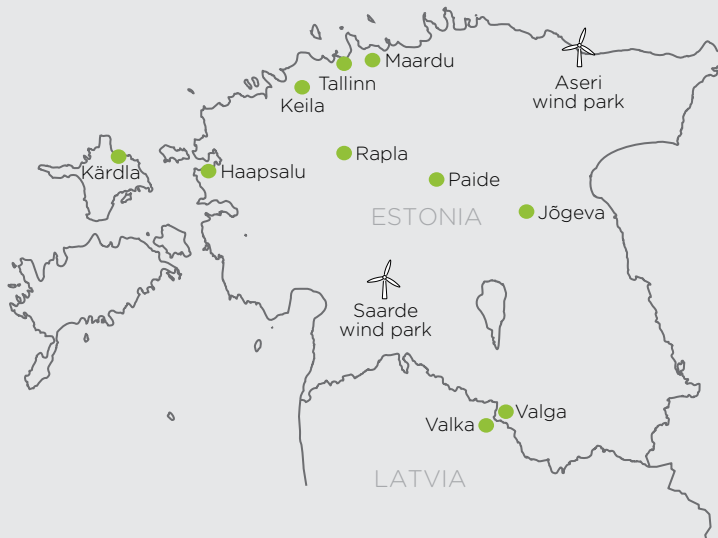 Maardu
Tallinn
Keila
Aseri
wind park
Kärdla
Haapsalu
Rapla
Paide
ESTONIA
Jõgeva
Saarde
wind park
Valga
Valka
LATVIA